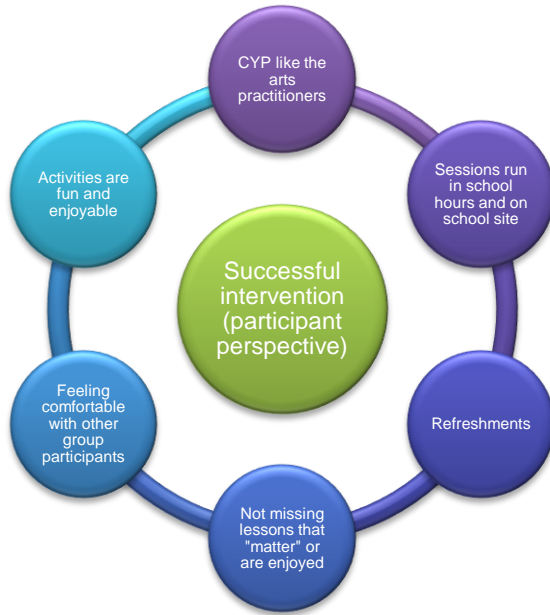 CYP like the
arts
practitioners
Sessions run
in school
hours and on
school site
Refreshments
Not missing
lessons that
"matter" or
are enjoyed
Feeling
comfortable
with other
group
participants
Activities are
fun and
enjoyable
Successful
intervention
(participant
perspective)